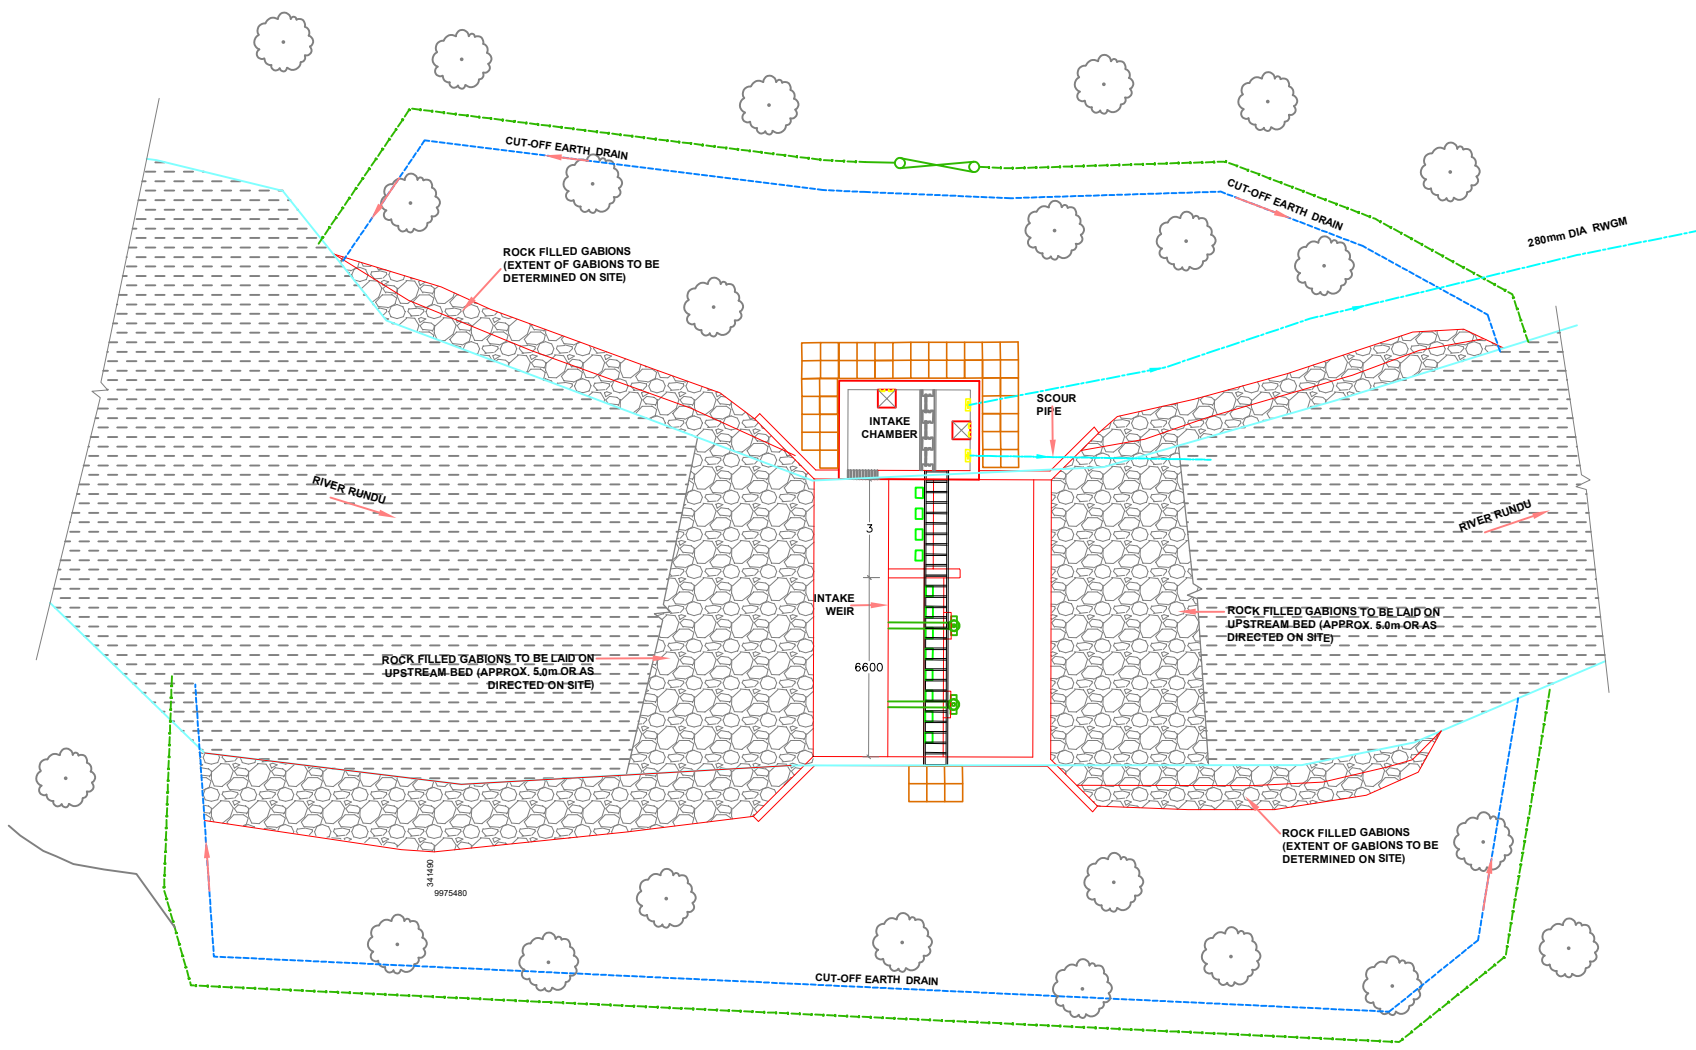 CUT-OFF EARTH DRAIN
CUT-OFF EARTH DRAIN
280mm DIA RWGM
ROCK FILLED GABIONS
(EXTENT OF GABIONS TO BE
DETERMINED ON SITE)
SCOUR
PIPE
INTAKE
CHAMBER
RIVER RUNDU
RIVER RUNDU
3
INTAKE
WEIR
ROCK FILLED GABIONS TO BE LAID ON
UPSTREAM BED (APPROX. 5.0m OR AS
DIRECTED ON SITE)
6600
ROCK FILLED GABIONS TO BE LAID ON
UPSTREAM BED (APPROX. 5.0m OR AS
DIRECTED ON SITE)
ROCK FILLED GABIONS
(EXTENT OF GABIONS TO BE
DETERMINED ON SITE)
341490
9975480
CUT-OFF EARTH DRAIN